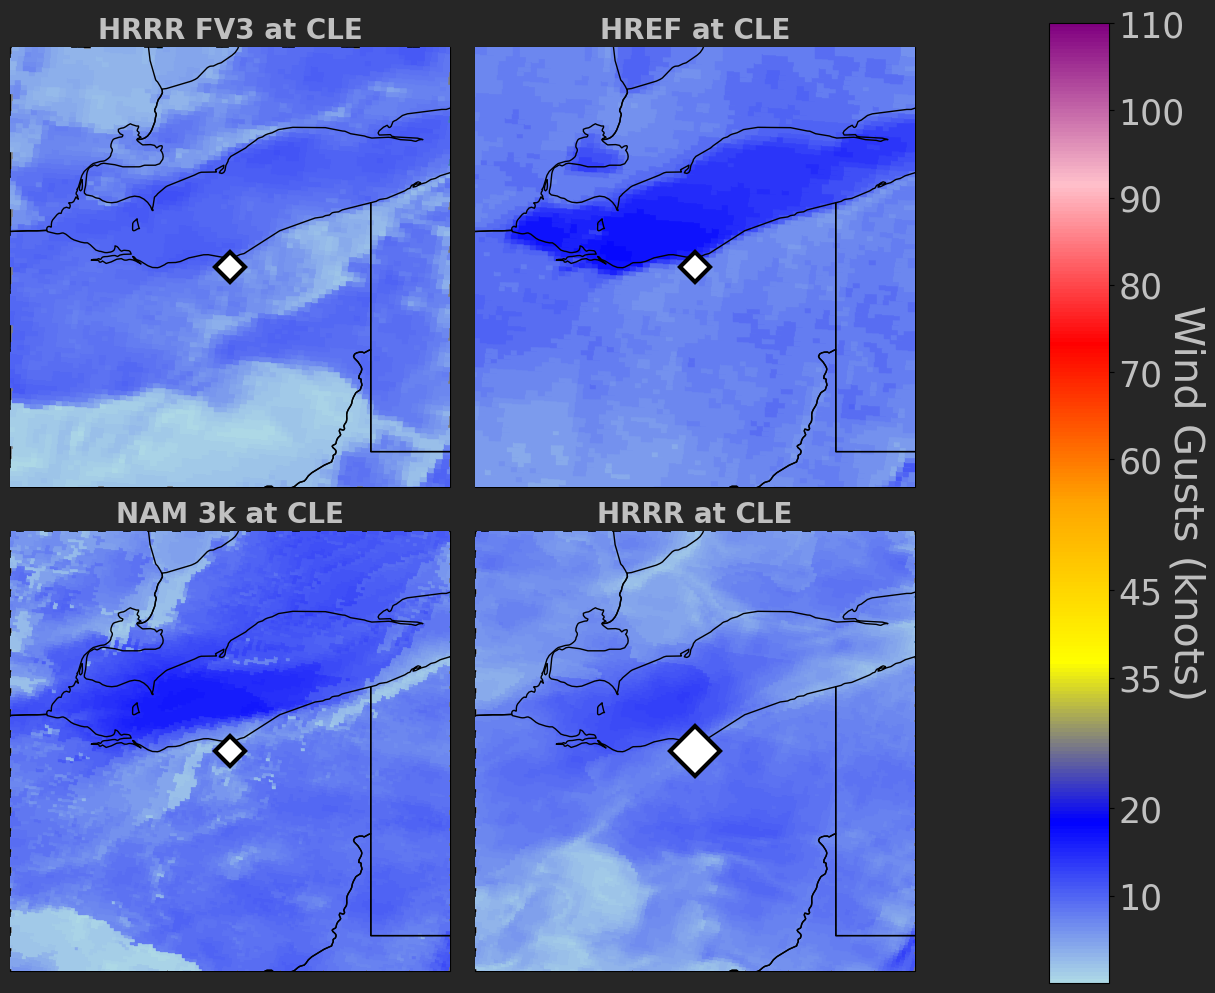 HRRR FV3 at CLE
HREF at CLE
NAM 3k at CLE
HRRR at CLE
110
100
90
80
70
60
45
35
20
10
Wind Gusts (knots)